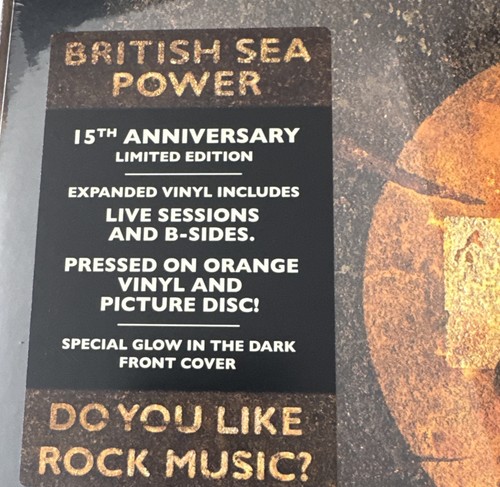 BRITISH SEA
POWER
15TH ANNIVERSARY
LIMITED EDITION
EXPANDED VINYL INCLUDES
LIVE SESSIONS
AND B-SIDES.
PRESSED ON ORANGE
VINYL AND
PICTURE DISC!
SPECIAL GLOW IN THE DARK
FRONT COVER
DO YOU LIKE
ROCK MUSIC?